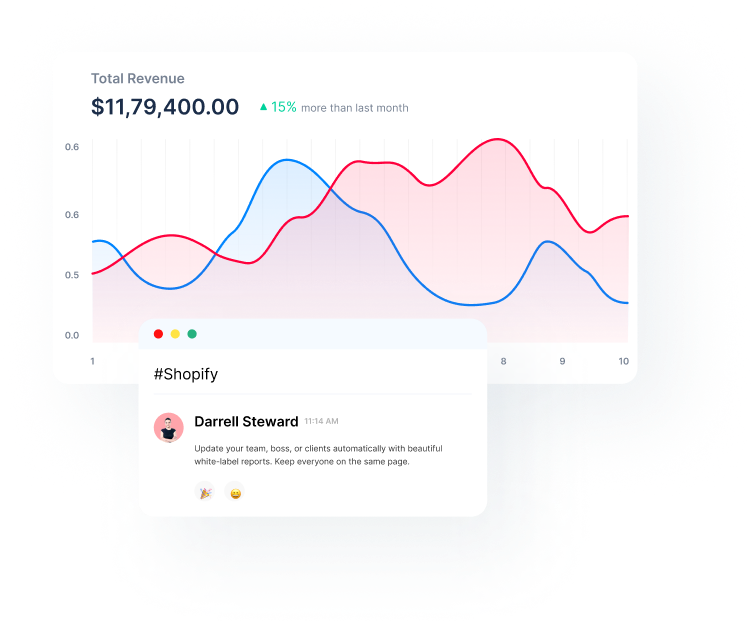 Total Revenue
$11,79,400.00 ▲ 15% more than last month
0.6
0.6
0.5
0.0
1 8 9 10
#Shopify
Darrell Steward 11:14 AM
Update your team, boss, or clients automatically with beautiful
white-label reports. Keep everyone on the same page.